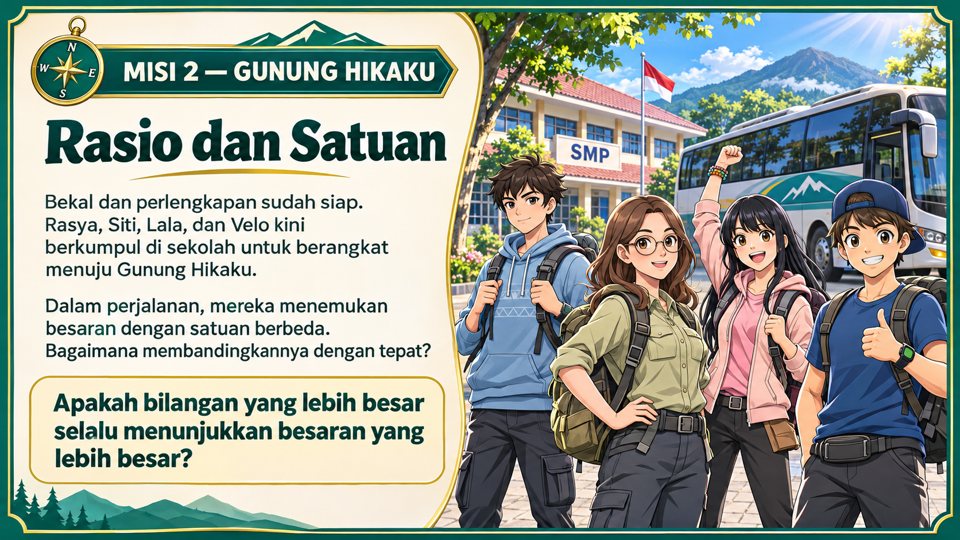 N
W E
S
MISI 2 — GUNUNG HIKAKU
Rasio dan Satuan
Bekal dan perlengkapan sudah siap.
Rasya, Siti, Lala, dan Velo kini
berkumpul di sekolah untuk berangkat
menuju Gunung Hikaku.
Dalam perjalanan, mereka menemukan
besaran dengan satuan berbeda.
Bagaimana membandingkannya dengan tepat?
Apakah bilangan yang lebih besar
selalu menunjukkan besaran yang
lebih besar?
SMP